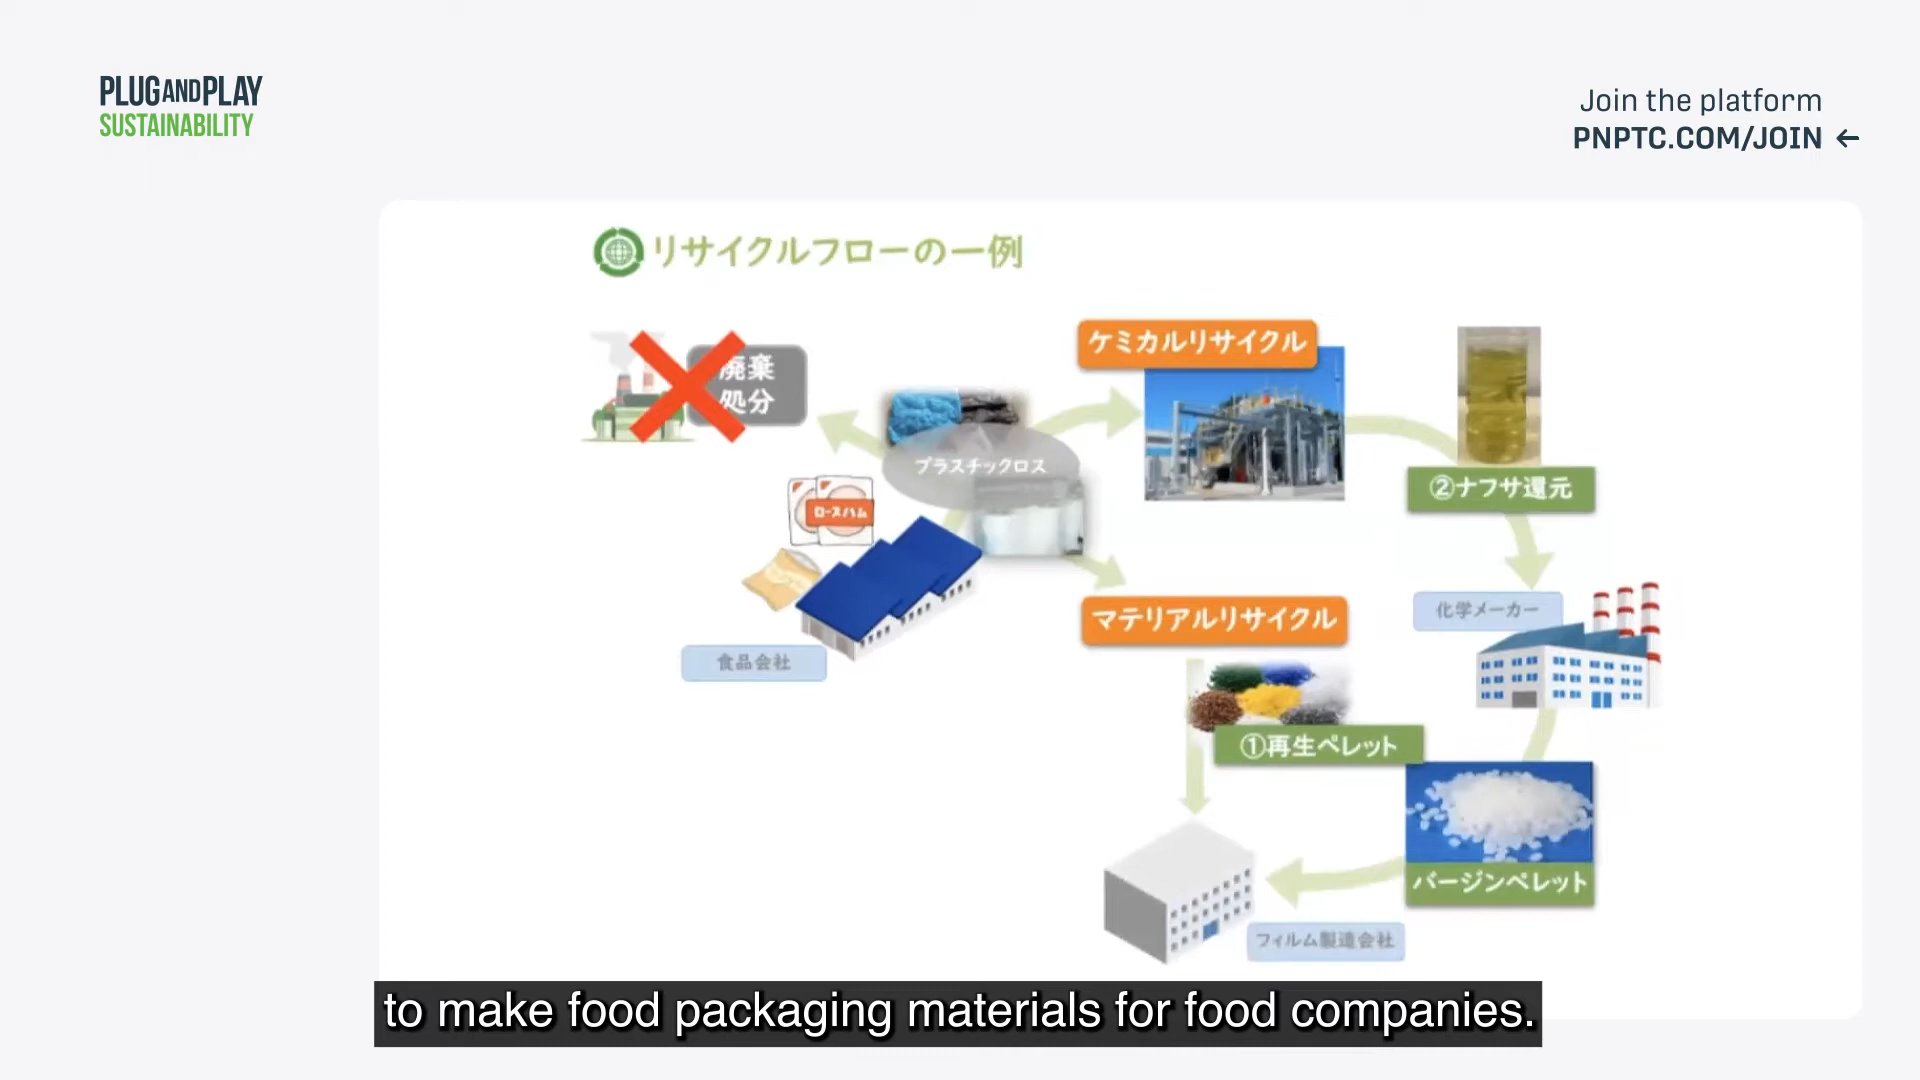 PLUGANDPLAY
SUSTAINABILITY
Join the platform
PNPTC.COM/JOIN ←
リサイクルフローの一例
廃棄
処分
プラスチックロス
ケミカルリサイクル
②ナフサ還元
ロースハム
食品会社
マテリアルリサイクル
化学メーカー
①再生ペレット
バージンペレット
フィルム製造会社
to make food packaging materials for food companies.